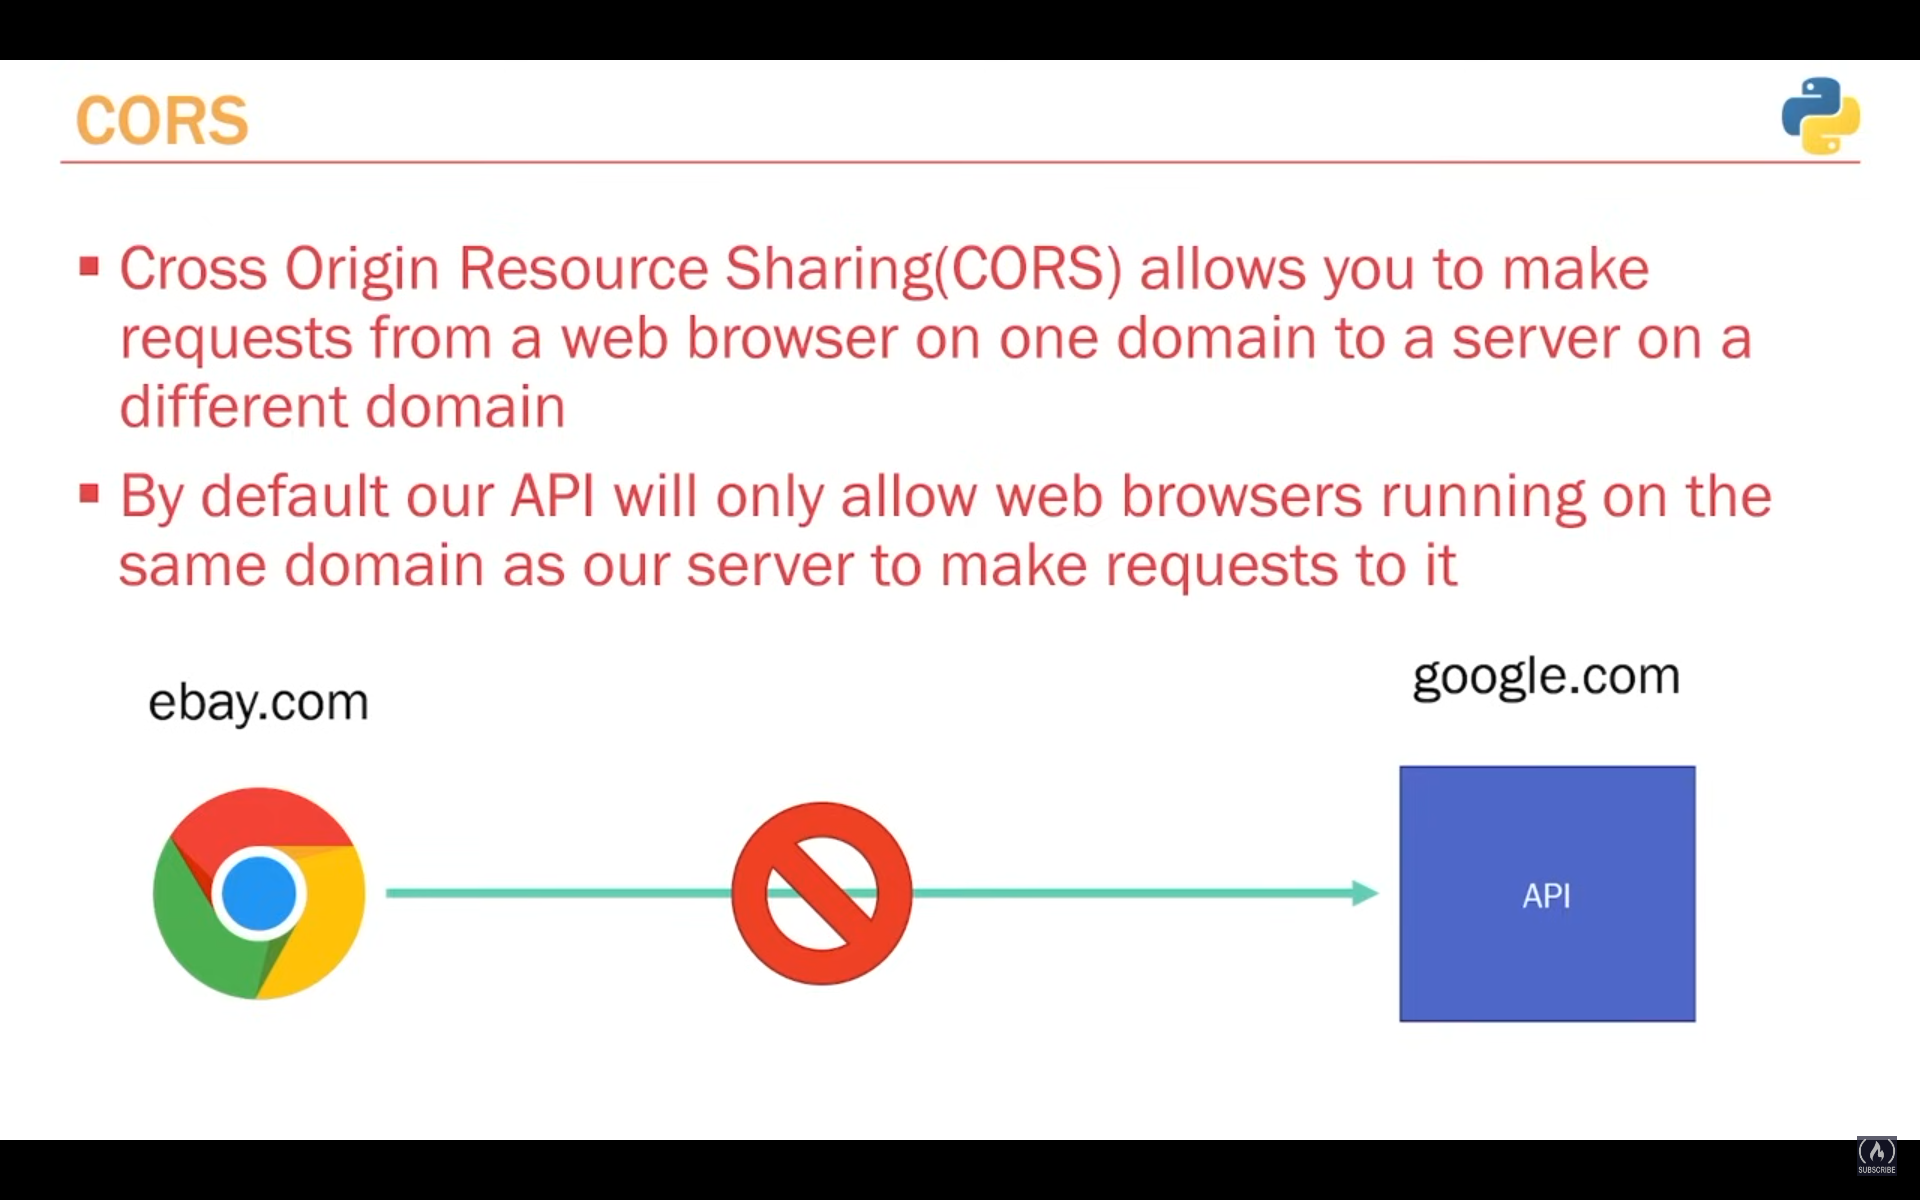 CORS
▪ Cross Origin Resource Sharing(CORS) allows you to make
requests from a web browser on one domain to a server on a
different domain
▪ By default our API will only allow web browsers running on the
same domain as our server to make requests to it
google.com
ebay.com
API
SUBSCRIBE